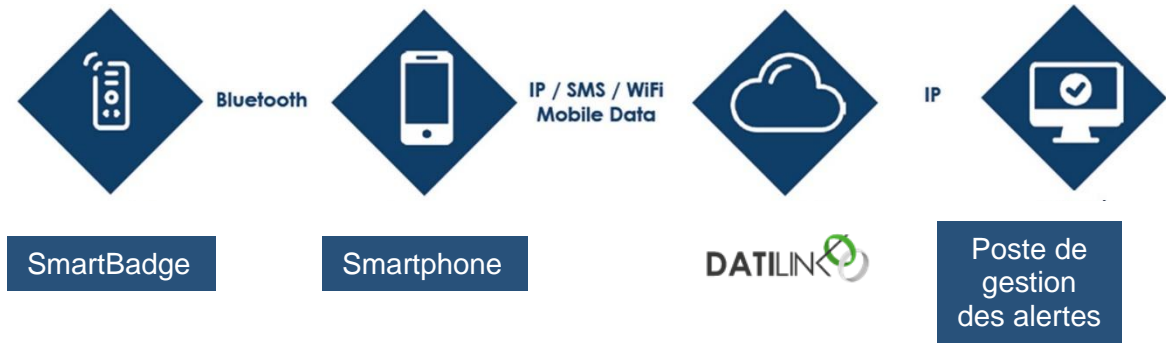 Bluetooth
IP / SMS / WiFi
Mobile Data
IP
SmartBadge
Smartphone
DATILINK
Poste de
gestion
des alertes